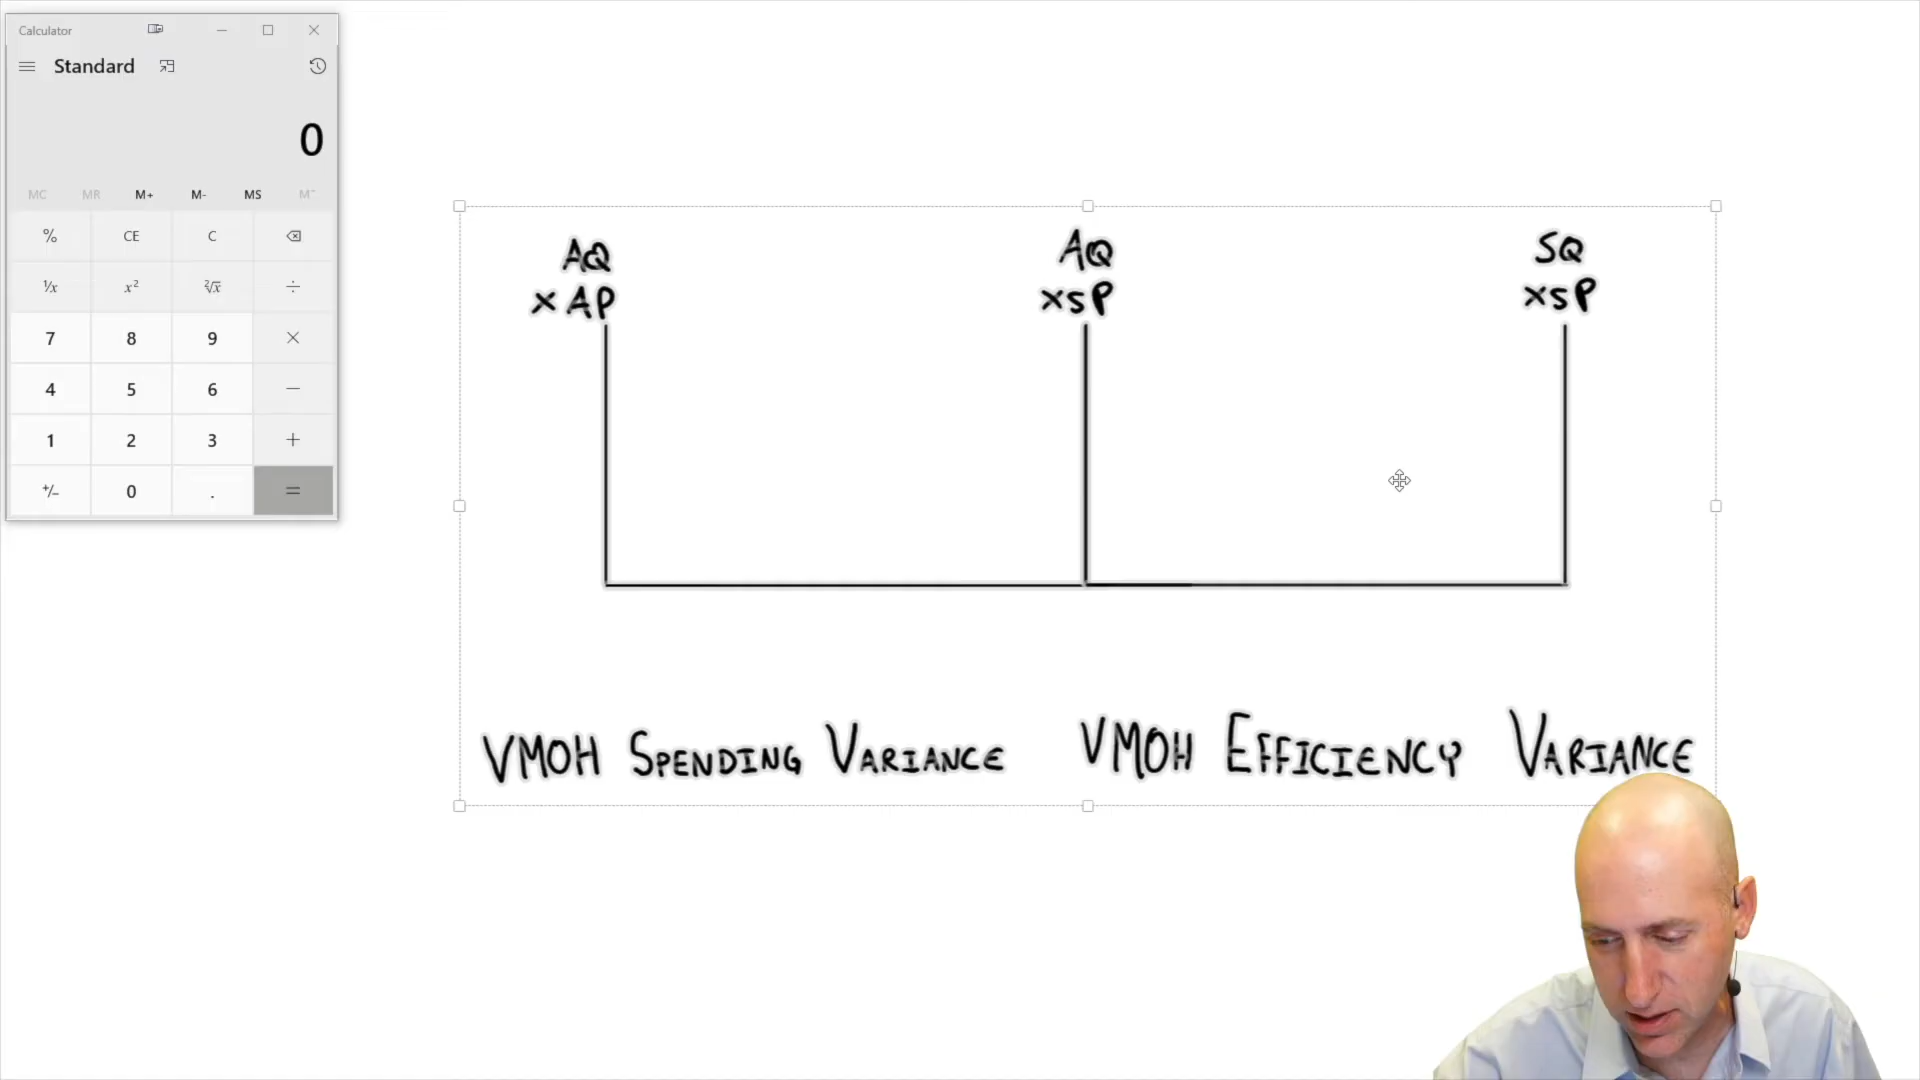 Calculator
Standard
0
MC MR M+ M- MS M˅
% CE C
¹/x x² ²√x ÷
7 8 9 ×
4 5 6 −
1 2 3 +
+/− 0 . =
AQ AQ SQ
× AP ×SP ×SP
VMOH SPENDING VARIANCE VMOH EFFICIENCY VARIANCE